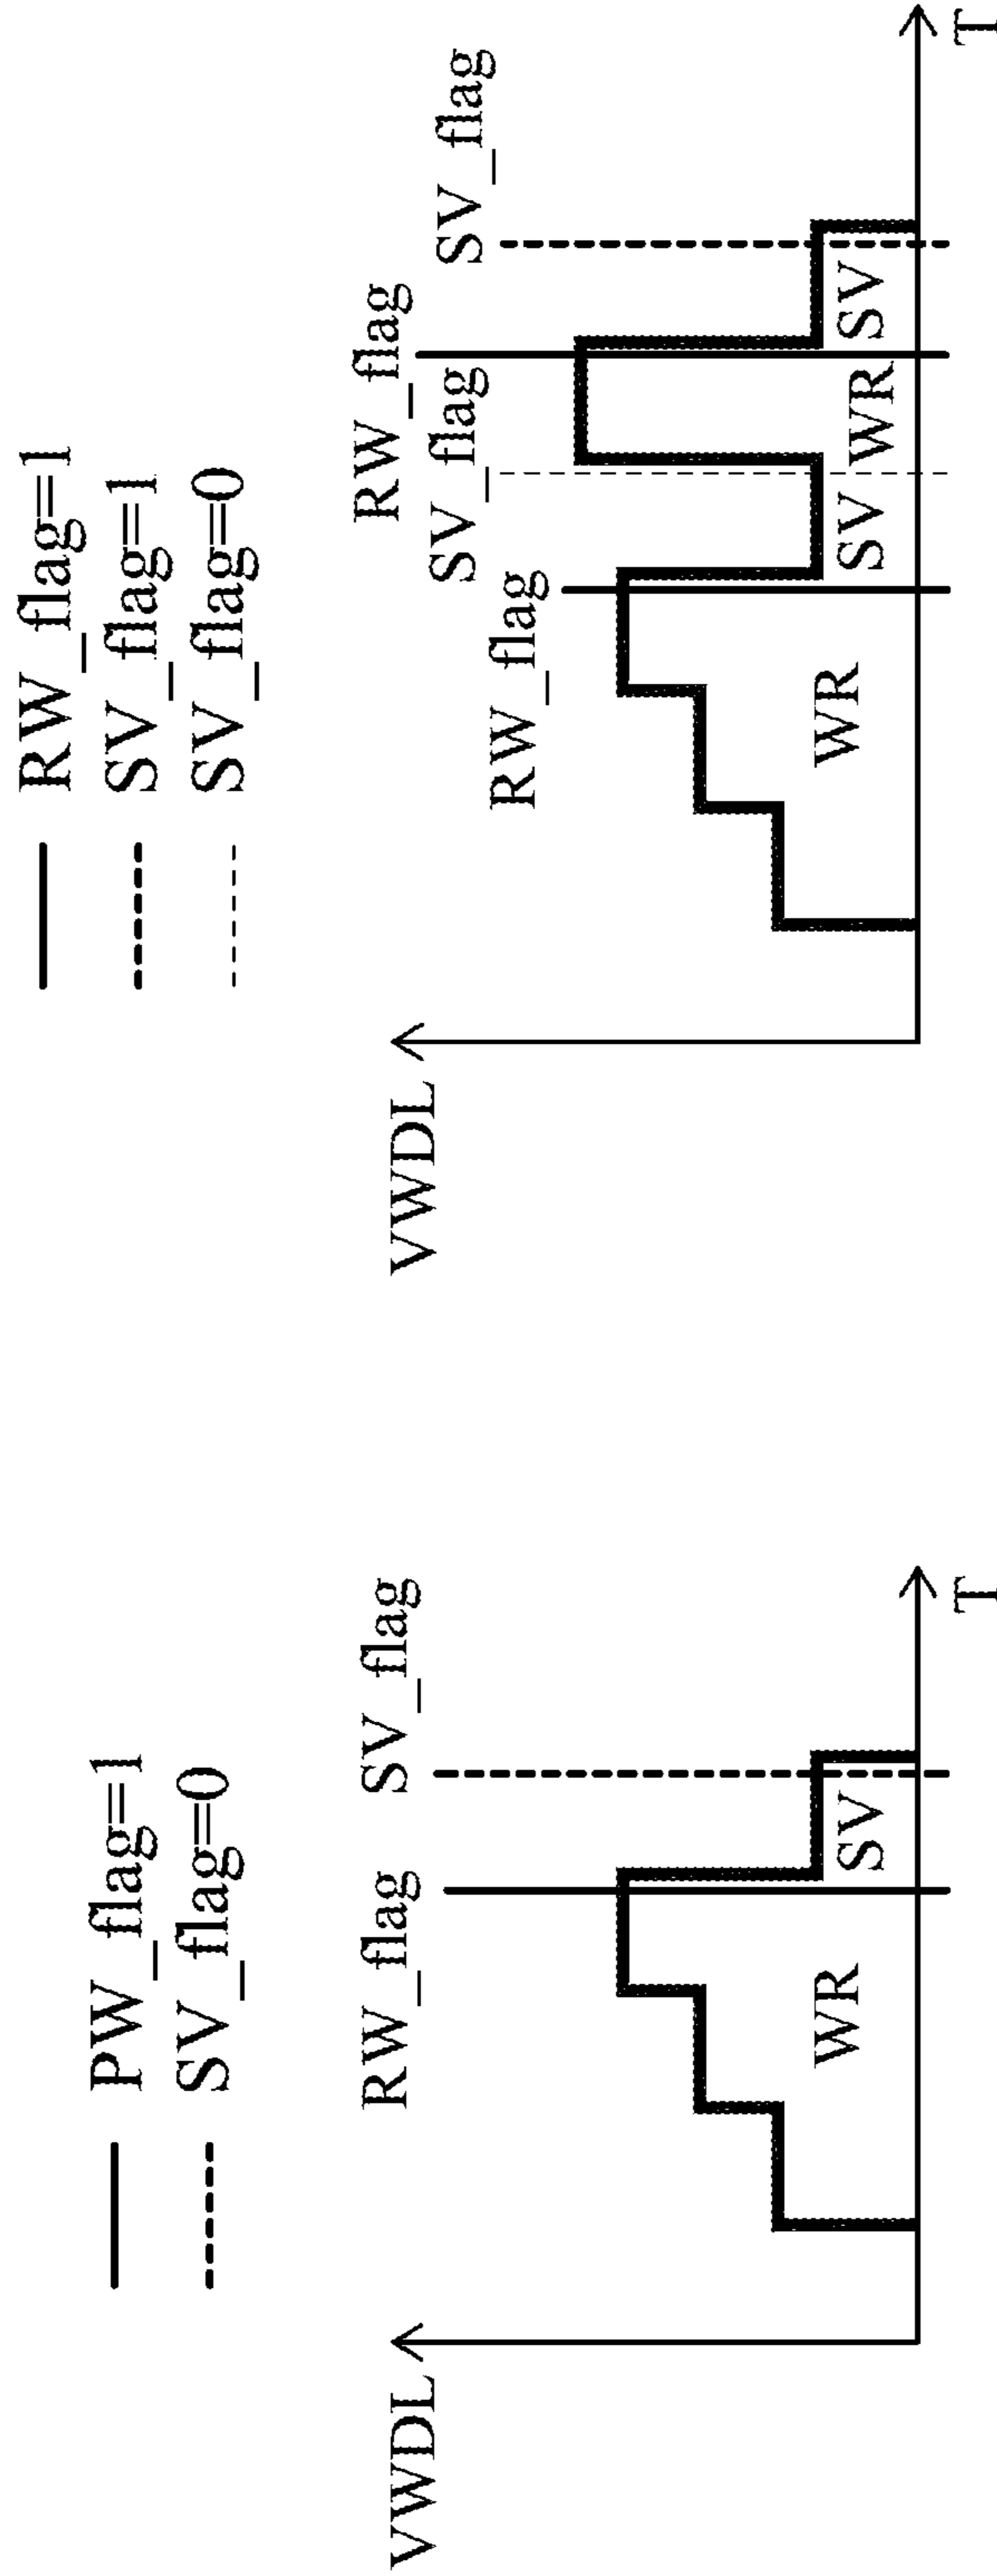 PW_flag=1
SV_flag=0
VWDL
RW_flag
SV_flag
WR
SV
T
RW_flag=1
SV_flag=1
SV_flag=0
VWDL
RW_flag
SV_flag
RW_flag
SV_flag
WR
SV
WR
SV
T